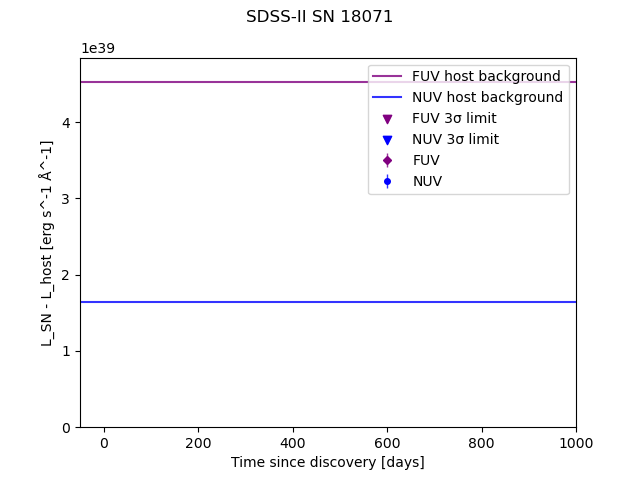 SDSS-II SN 18071
1e39
FUV host background
NUV host background
FUV 3σ limit
NUV 3σ limit
FUV
NUV
4
3
2
1
0
L_SN - L_host [erg s^-1 Å^-1]
0 200 400 600 800 1000
Time since discovery [days]